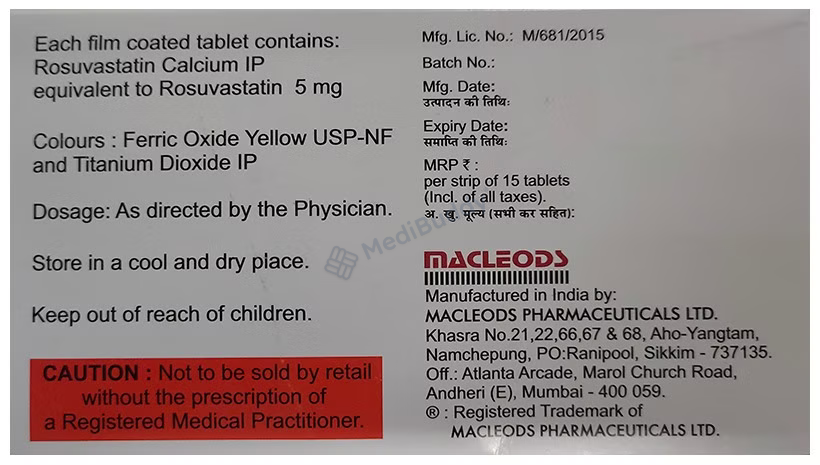 Each film coated tablet contains:
Rosuvastatin Calcium IP
equivalent to Rosuvastatin 5 mg
Colours : Ferric Oxide Yellow USP-NF
and Titanium Dioxide IP
Dosage: As directed by the Physician.
Store in a cool and dry place.
Keep out of reach of children.
CAUTION : Not to be sold by retail
without the prescription of
a Registered Medical Practitioner.
Mfg. Lic. No.: M/681/2015
Batch No.:
Mfg. Date:
उत्पादन की तिथिः
Expiry Date:
समाप्ति की तिथिः
MRP ₹ :
per strip of 15 tablets
(Incl. of all taxes).
अ. खु. मूल्य (सभी कर सहित):
MediBuddy
MACLEODS
Manufactured in India by:
MACLEODS PHARMACEUTICALS LTD.
Khasra No.21,22,66,67 & 68, Aho-Yangtam,
Namchepung, PO:Ranipool, Sikkim - 737135.
Off.: Atlanta Arcade, Marol Church Road,
Andheri (E), Mumbai - 400 059.
® : Registered Trademark of
MACLEODS PHARMACEUTICALS LTD.